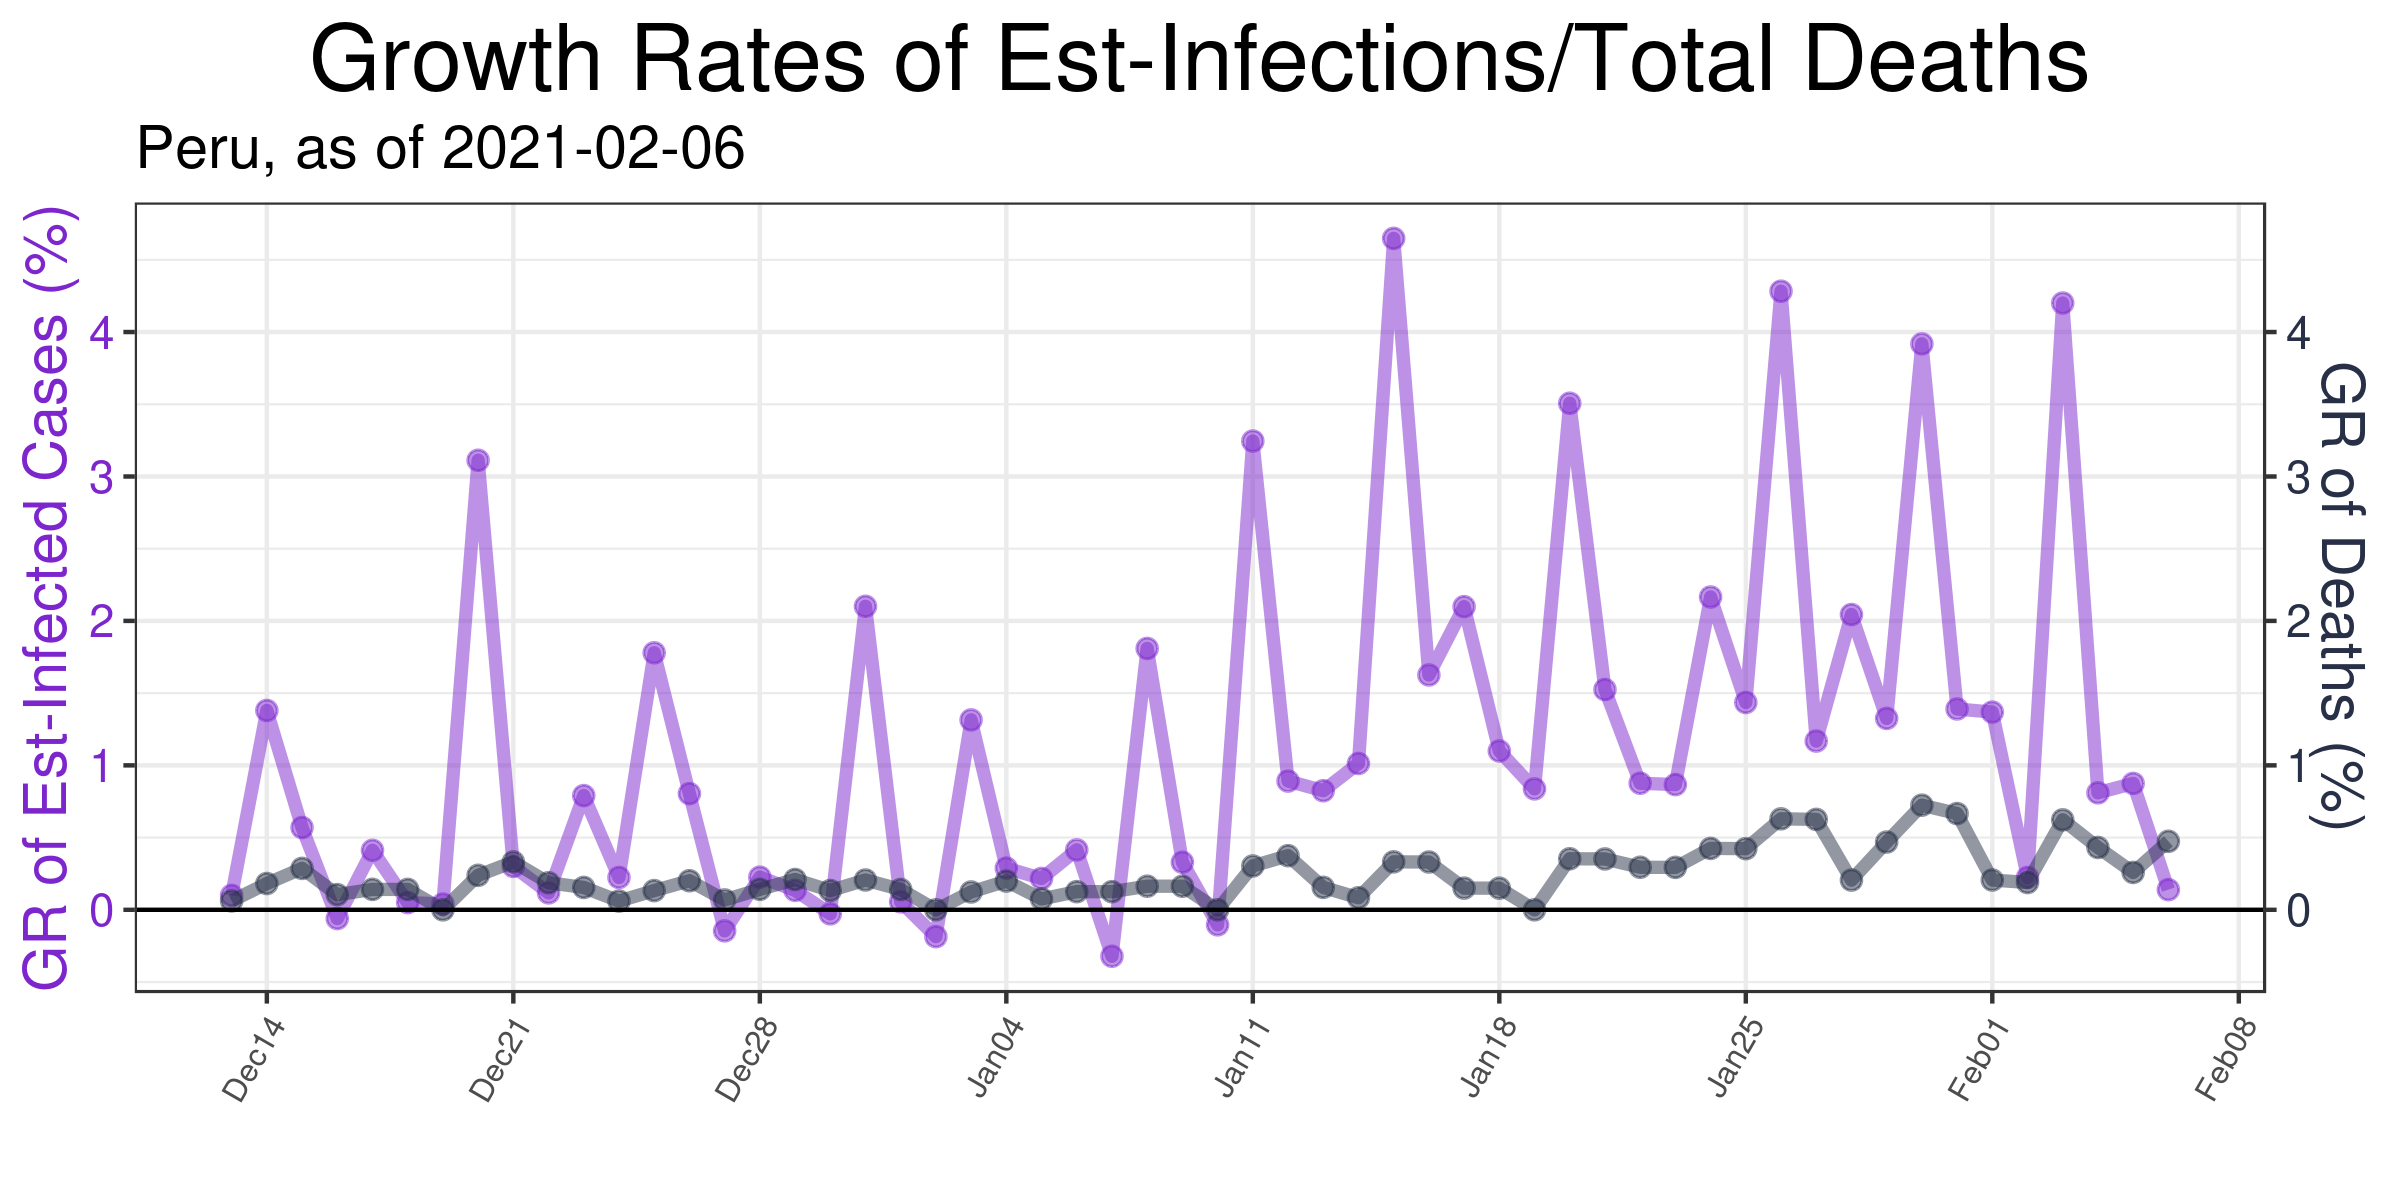 Growth Rates of Est-Infections/Total Deaths
Peru, as of 2021-02-06
GR of Est-Infected Cases (%)
4
3
2
1
0
4
3
2
1
0
GR of Deaths (%)
Dec14
Dec21
Dec28
Jan04
Jan11
Jan18
Jan25
Feb01
Feb08